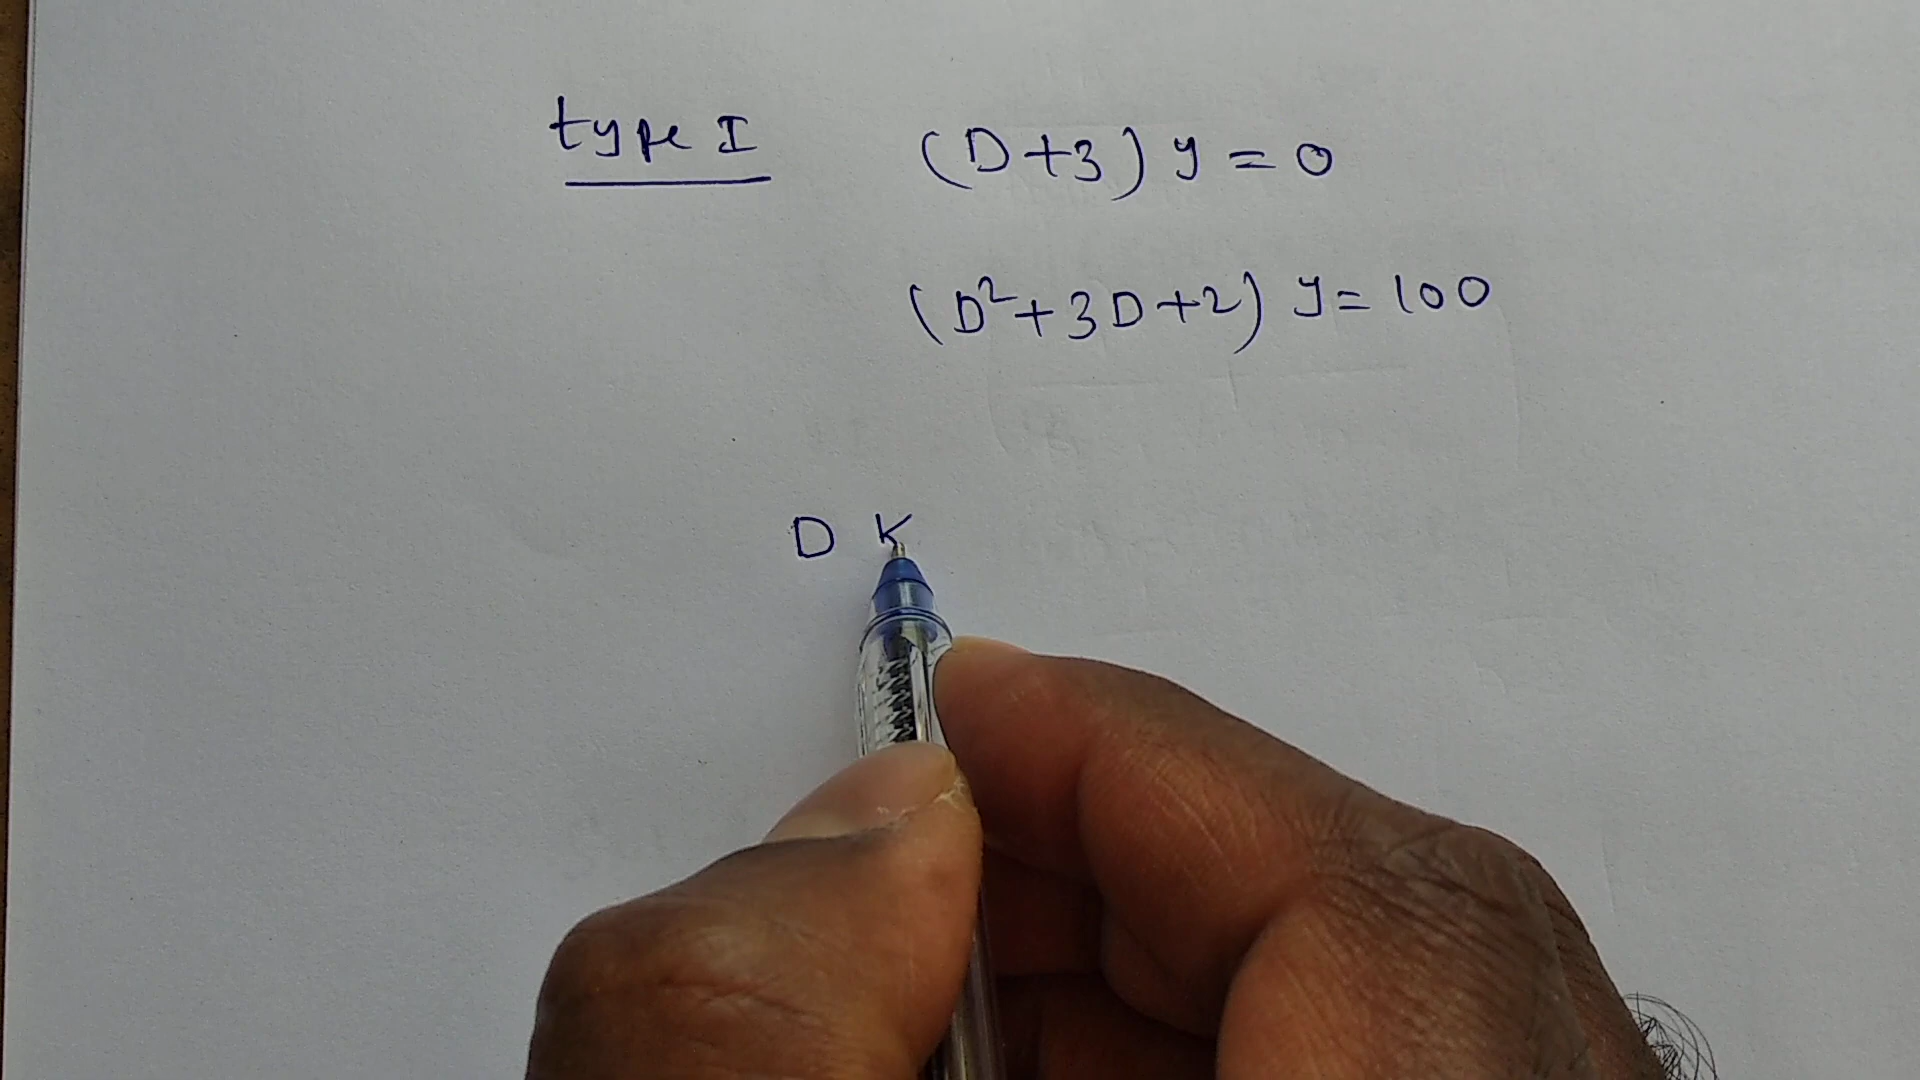 type I (D+3) y = 0
(D²+3D+2) y = 100
D K